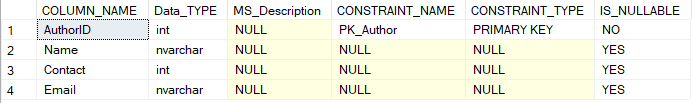 COLUMN_NAME Data_TYPE MS_Description CONSTRAINT_NAME CONSTRAINT_TYPE IS_NULLABLE
1 AuthorID int NULL PK_Author PRIMARY KEY NO
2 Name nvarchar NULL NULL NULL YES
3 Contact int NULL NULL NULL YES
4 Email nvarchar NULL NULL NULL YES